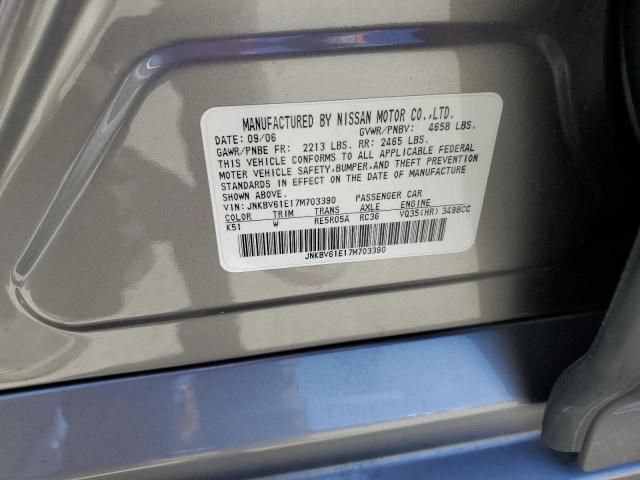 MANUFACTURED BY NISSAN MOTOR CO.,LTD.
DATE: 09/06 GVWR/PNBV: 4658 LBS.
GAWR/PNBE FR: 2213 LBS. RR: 2465 LBS.
THIS VEHICLE CONFORMS TO ALL APPLICABLE FEDERAL
MOTOR VEHICLE SAFETY, BUMPER, AND THEFT PREVENTION
STANDARDS IN EFFECT ON THE DATE OF MANUFACTURE
SHOWN ABOVE.
VIN: JNKBV61E17M703390 PASSENGER CAR
COLOR TRIM TRANS AXLE ENGINE
K51 W RE5R05A RC36 VQ35(HR) 3498CC
JNKBV61E17M703390